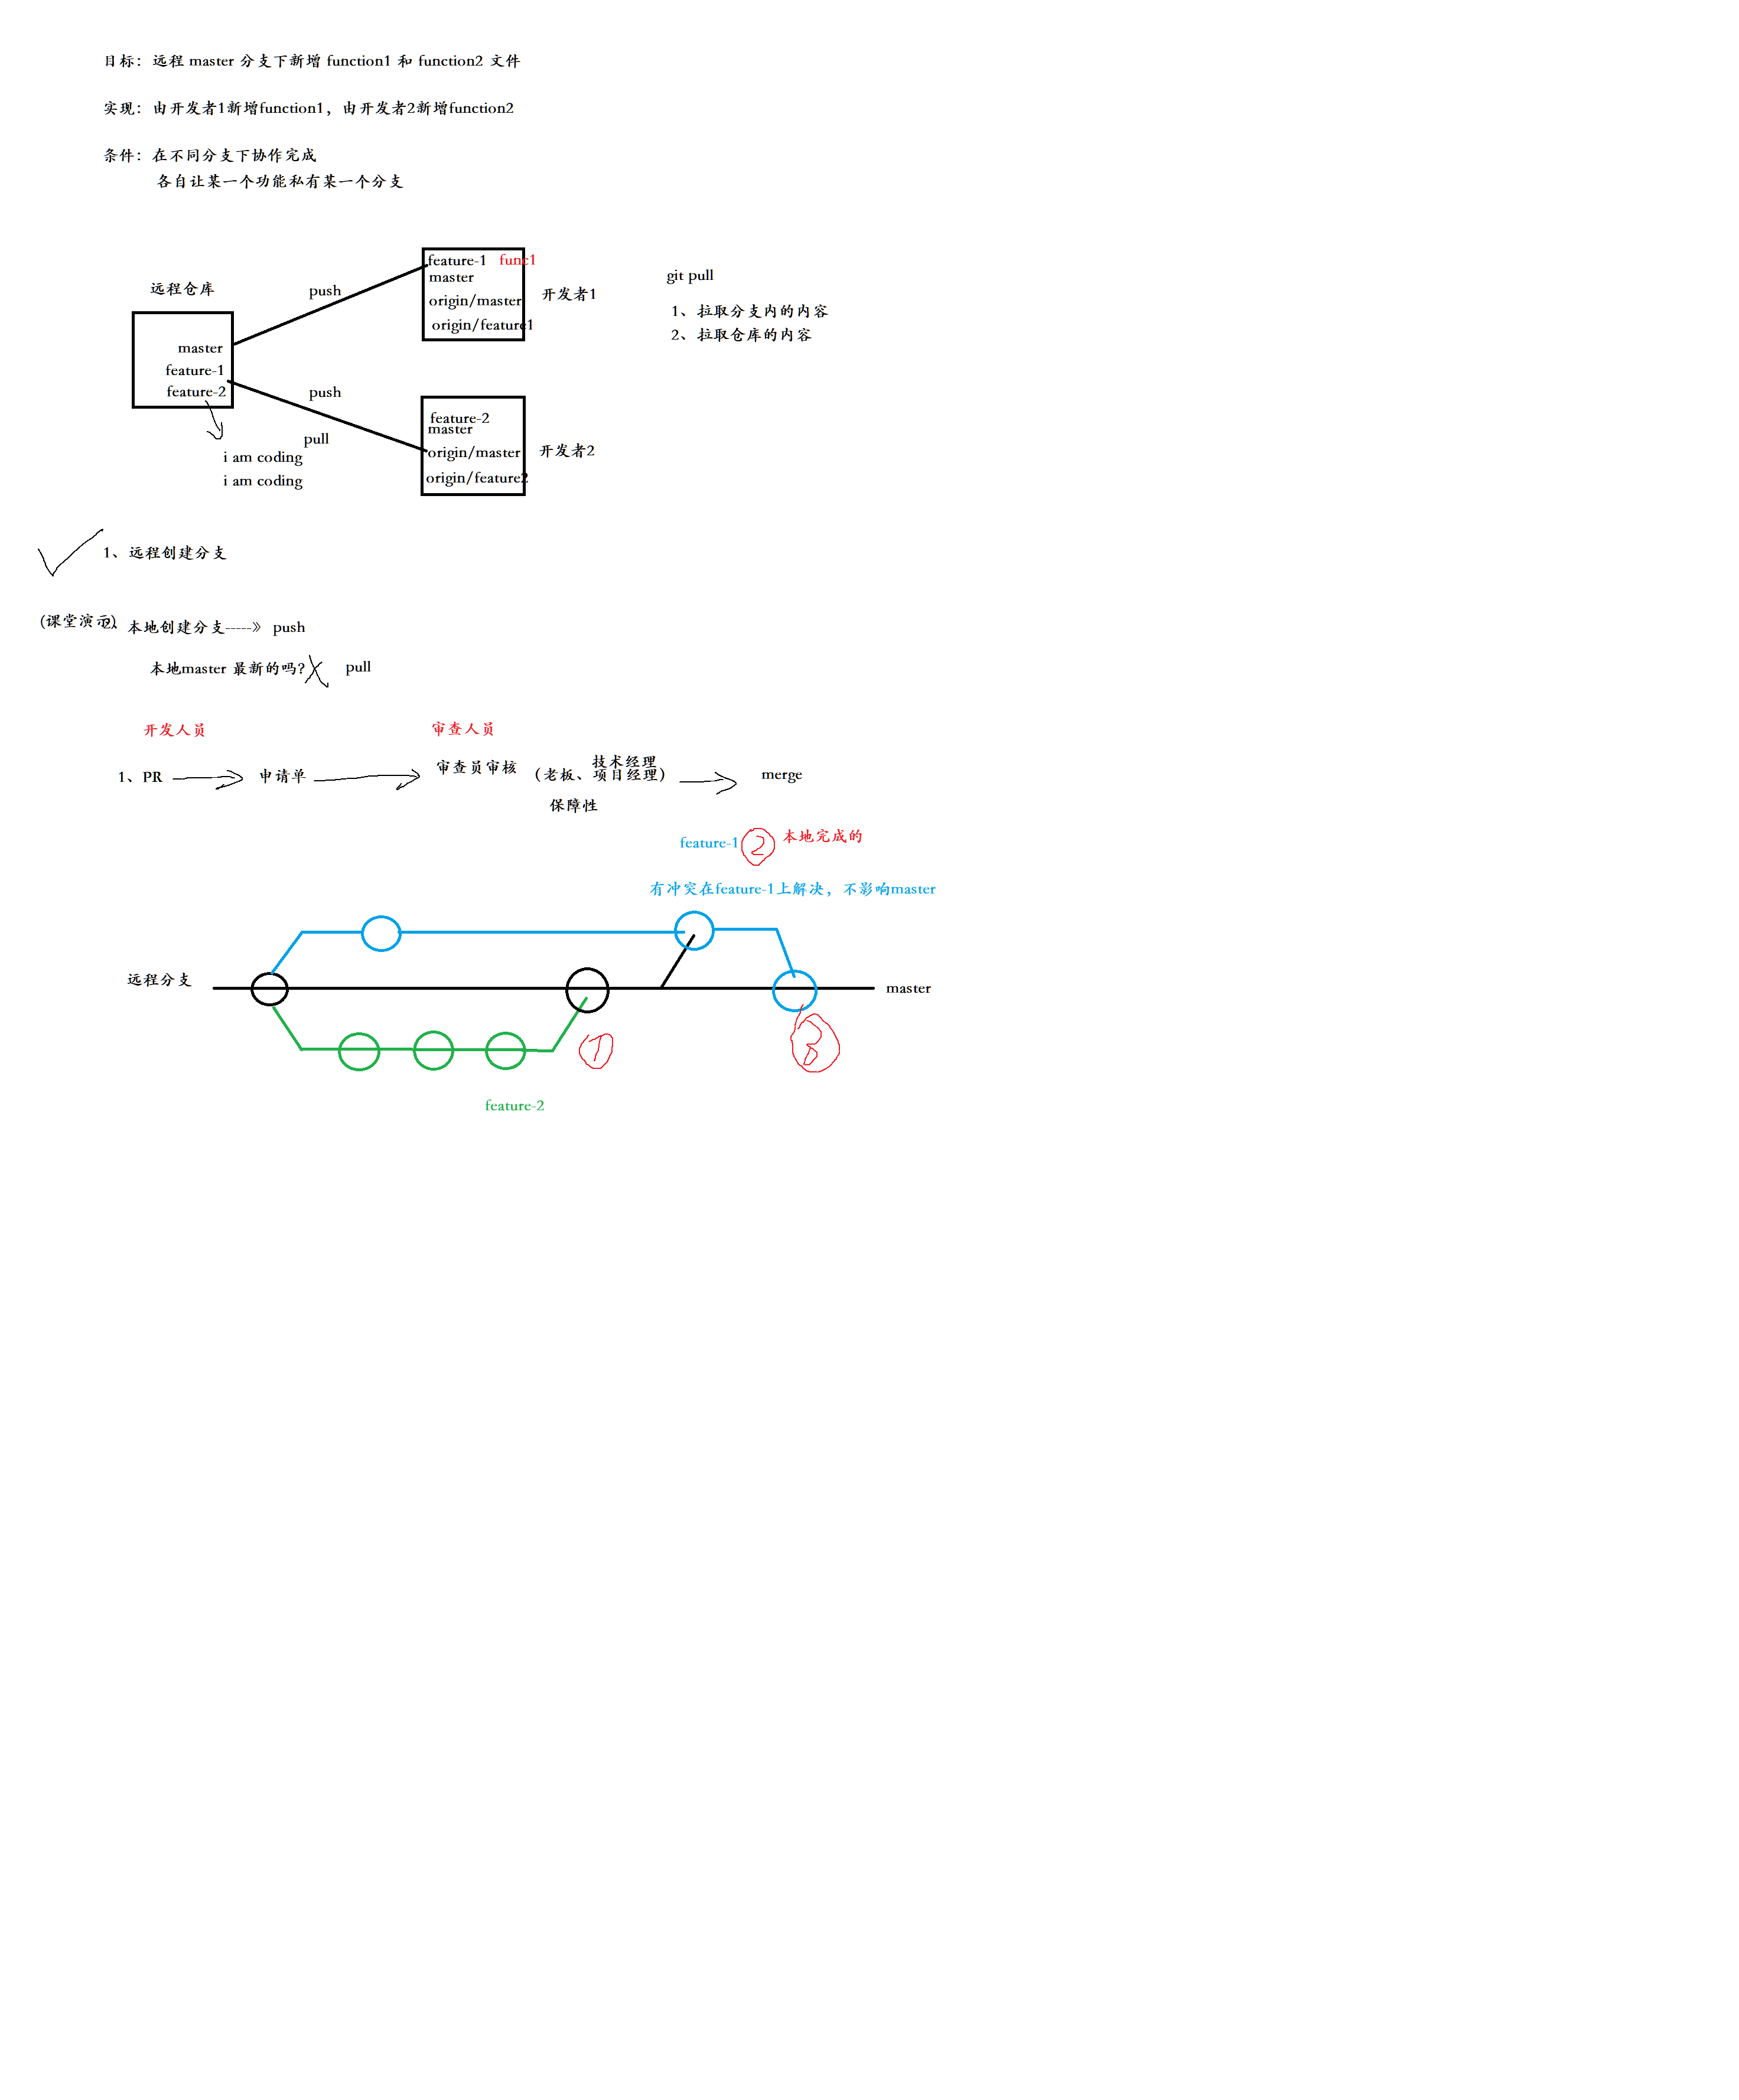 目标：远程 master 分支下新增 function1 和 function2 文件
实现：由开发者1新增function1，由开发者2新增function2
条件：在不同分支下协作完成
各自让某一个功能私有某一个分支
远程仓库
master
feature-1
feature-2
push
push
pull
i am coding
i am coding
feature-1 func1
master
origin/master
origin/feature1
开发者1
feature-2
master
origin/master
origin/feature2
开发者2
git pull
1、拉取分支内的内容
2、拉取仓库的内容
1、远程创建分支
(课堂演示)
2、本地创建分支-----》 push
本地master 最新的吗? pull
开发人员
审查人员
1、PR
申请单
审查员审核
技术经理
（老板、项目经理）
保障性
merge
feature-1 2 本地完成的
有冲突在feature-1上解决，不影响master
远程分支
master
1
3
feature-2